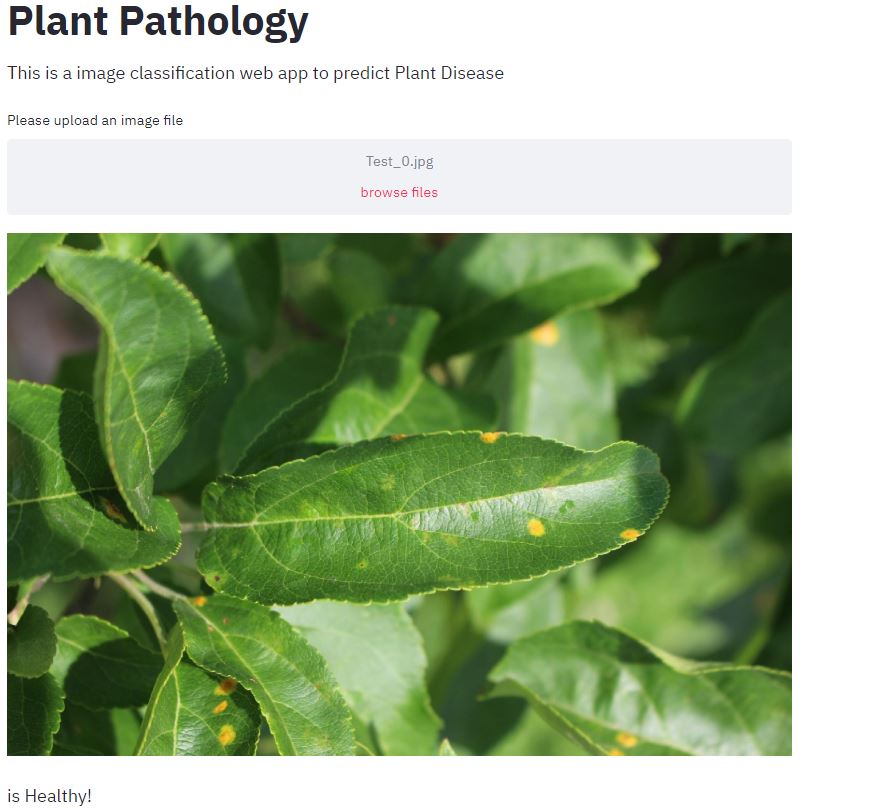 Plant Pathology
This is a image classification web app to predict Plant Disease
Please upload an image file
Test_0.jpg
browse files
is Healthy!